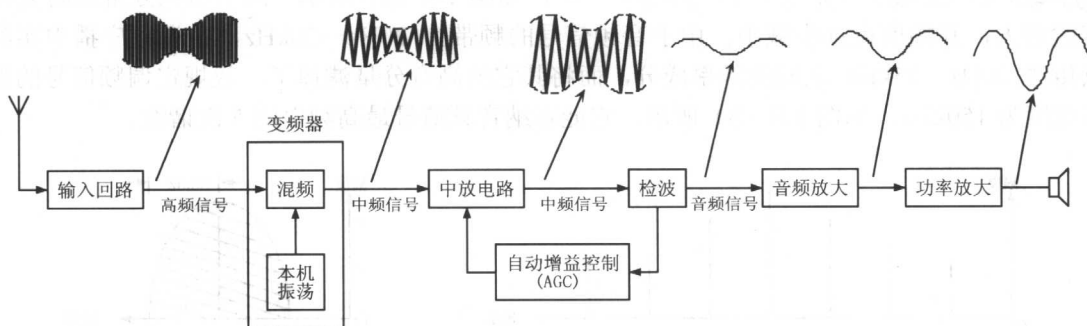 变频器
输入回路
混频
中放电路
检波
音频放大
功率放大
高频信号
中频信号
中频信号
音频信号
本机
振荡
自动增益控制
(AGC)